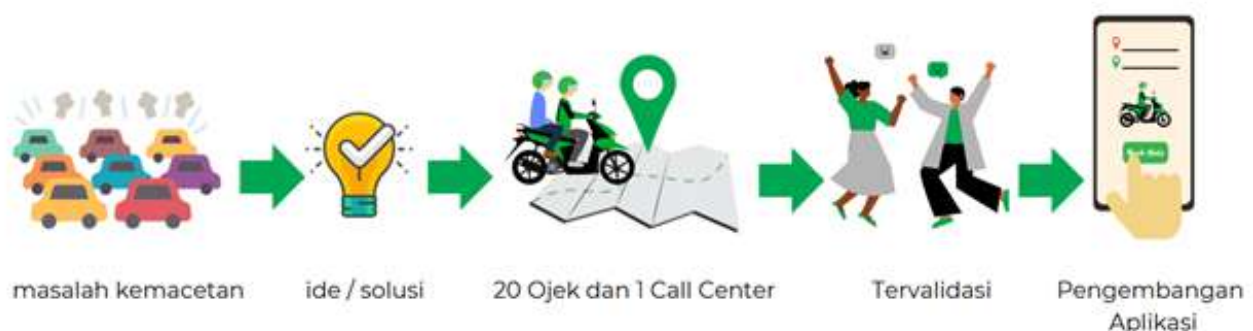 masalah kemacetan
ide / solusi
20 Ojek dan 1 Call Center
Tervalidasi
Pengembangan
Aplikasi